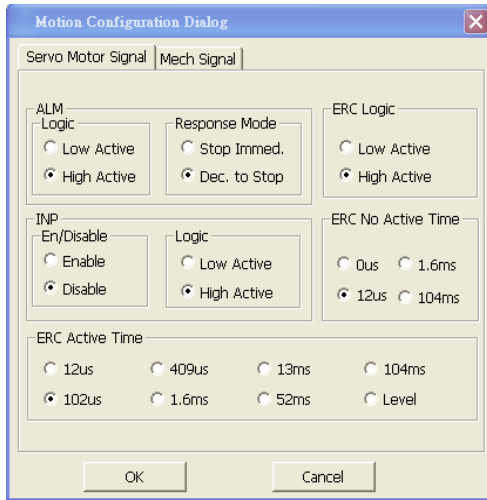 Motion Configuration Dialog
Servo Motor Signal Mech Signal
ALM
Logic
Low Active
High Active
Response Mode
Stop Immed.
Dec. to Stop
ERC Logic
Low Active
High Active
INP
En/Disable
Enable
Disable
Logic
Low Active
High Active
ERC No Active Time
0us 1.6ms
12us 104ms
ERC Active Time
12us 409us 13ms 104ms
102us 1.6ms 52ms Level
OK Cancel